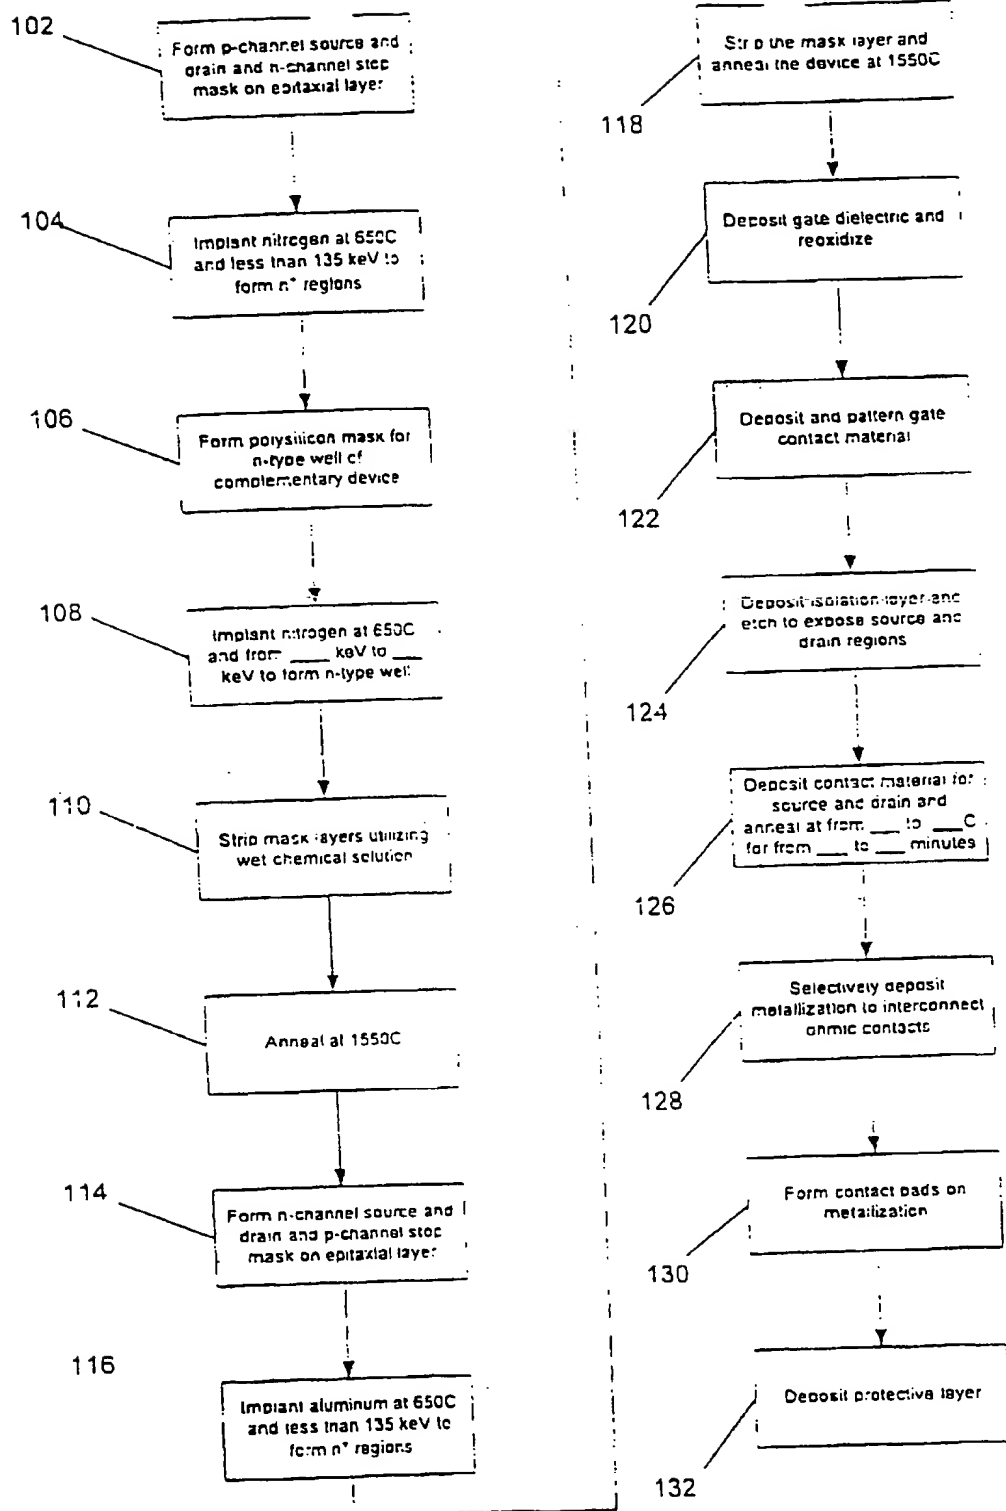 102
Form p-channel source and
drain and n-channel stop
mask on epitaxial layer
104
Implant nitrogen at 650C
and less than 135 keV to
form n+ regions
106
Form polysilicon mask for
n-type well of
complementary device
108
Implant nitrogen at 650C
and from ___ keV to ___
keV to form n-type well
110
Strip mask layers utilizing
wet chemical solution
112
Anneal at 1550C
114
Form n-channel source and
drain and p-channel stop
mask on epitaxial layer
116
Implant aluminum at 650C
and less than 135 keV to
form n+ regions
Strip the mask layer and
anneal the device at 1550C
118
Deposit gate dielectric and
reoxidize
120
Deposit and pattern gate
contact material
122
Deposit isolation layer and
etch to expose source and
drain regions
124
Deposit contact material for
source and drain and
anneal at from ___ to ___C
for from ___ to ___ minutes
126
Selectively deposit
metallization to interconnect
ohmic contacts
128
Form contact pads on
metallization
130
Deposit protective layer
132